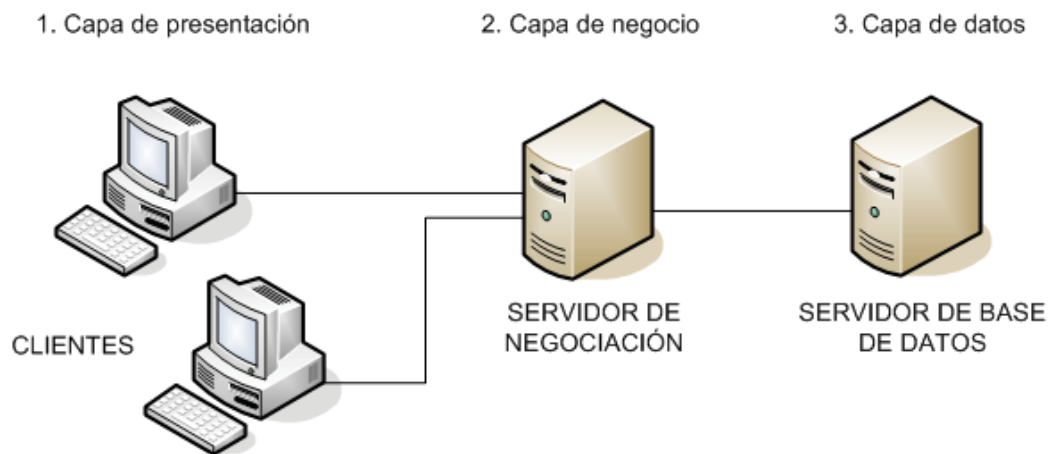 1. Capa de presentación
2. Capa de negocio
3. Capa de datos
CLIENTES
SERVIDOR DE
NEGOCIACIÓN
SERVIDOR DE BASE
DE DATOS